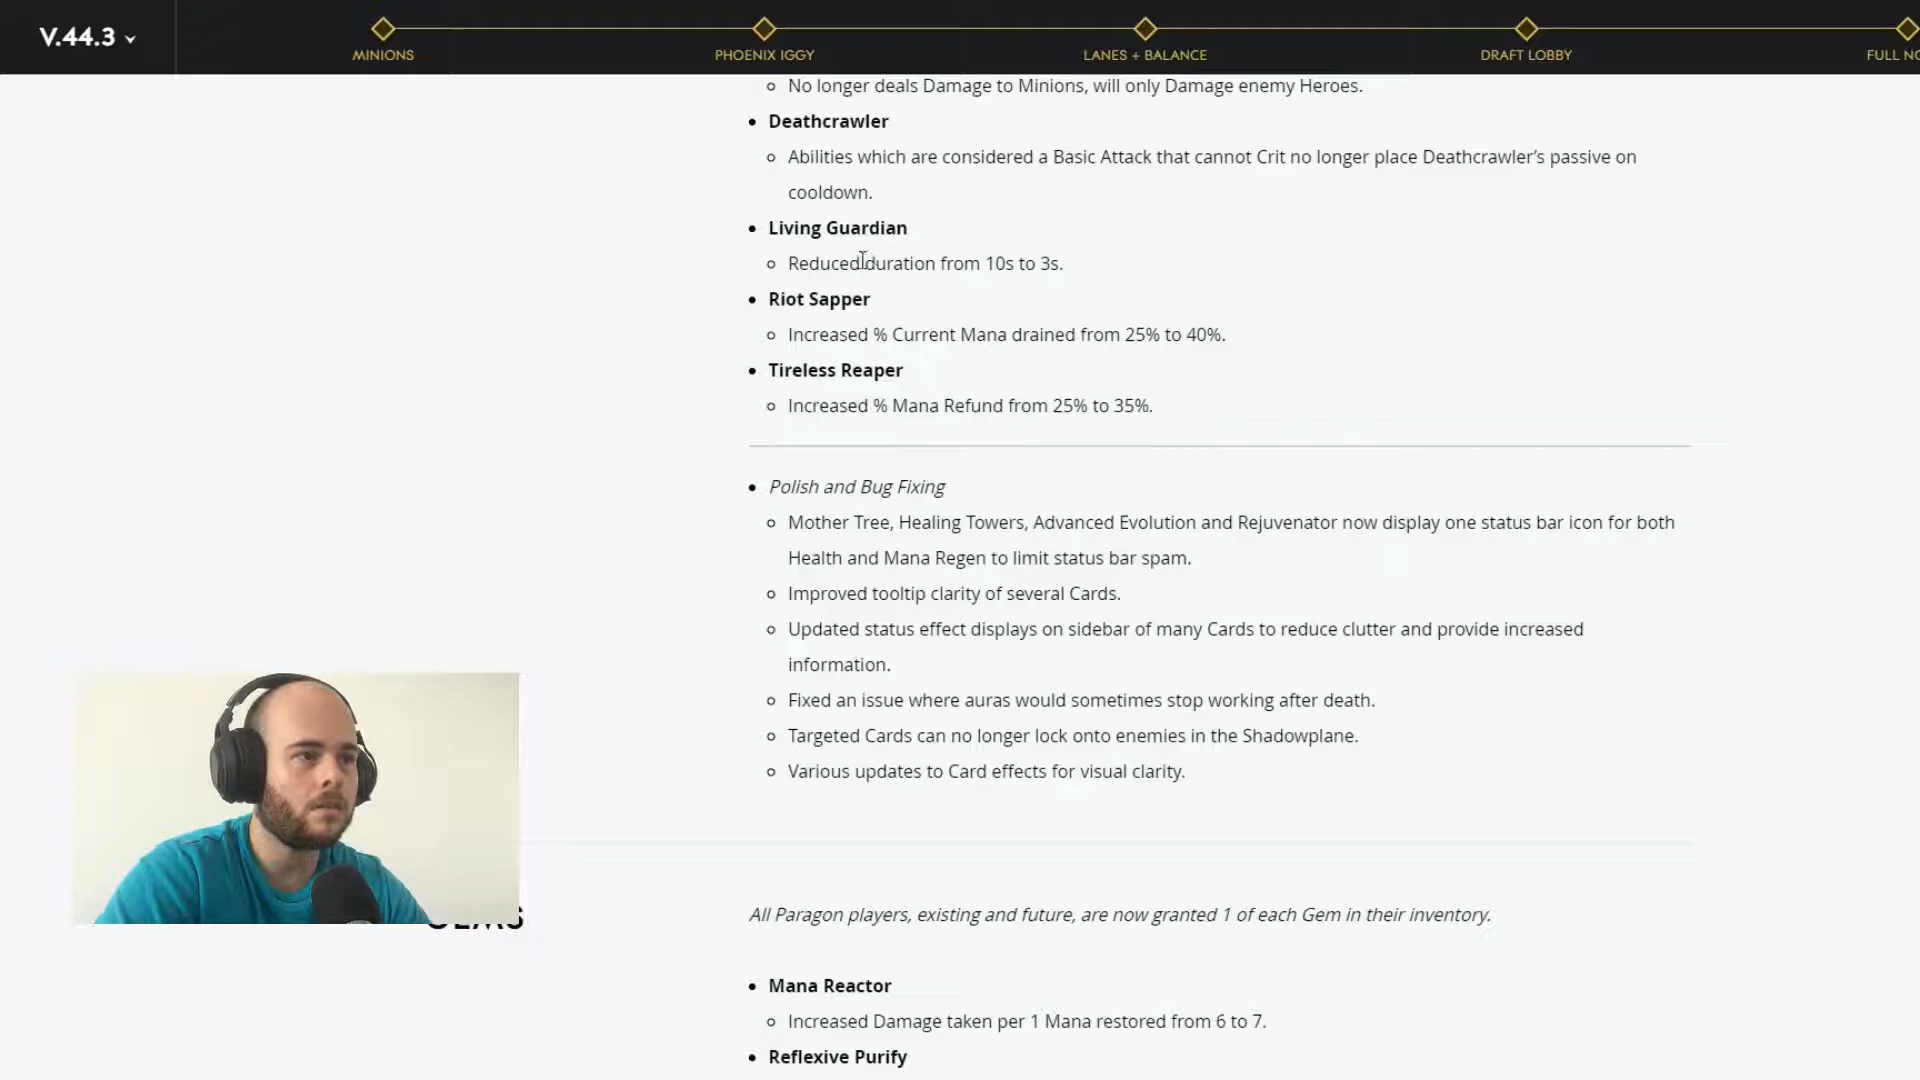 V.44.3
MINIONS
PHOENIX IGGY
LANES + BALANCE
DRAFT LOBBY
FULL
No longer deals Damage to Minions, will only Damage enemy Heroes.
Deathcrawler
Abilities which are considered a Basic Attack that cannot Crit no longer place Deathcrawler’s passive on
cooldown.
Living Guardian
Reduced duration from 10s to 3s.
Riot Sapper
Increased % Current Mana drained from 25% to 40%.
Tireless Reaper
Increased % Mana Refund from 25% to 35%.
Polish and Bug Fixing
Mother Tree, Healing Towers, Advanced Evolution and Rejuvenator now display one status bar icon for both
Health and Mana Regen to limit status bar spam.
Improved tooltip clarity of several Cards.
Updated status effect displays on sidebar of many Cards to reduce clutter and provide increased
information.
Fixed an issue where auras would sometimes stop working after death.
Targeted Cards can no longer lock onto enemies in the Shadowplane.
Various updates to Card effects for visual clarity.
All Paragon players, existing and future, are now granted 1 of each Gem in their inventory.
Mana Reactor
Increased Damage taken per 1 Mana restored from 6 to 7.
Reflexive Purify